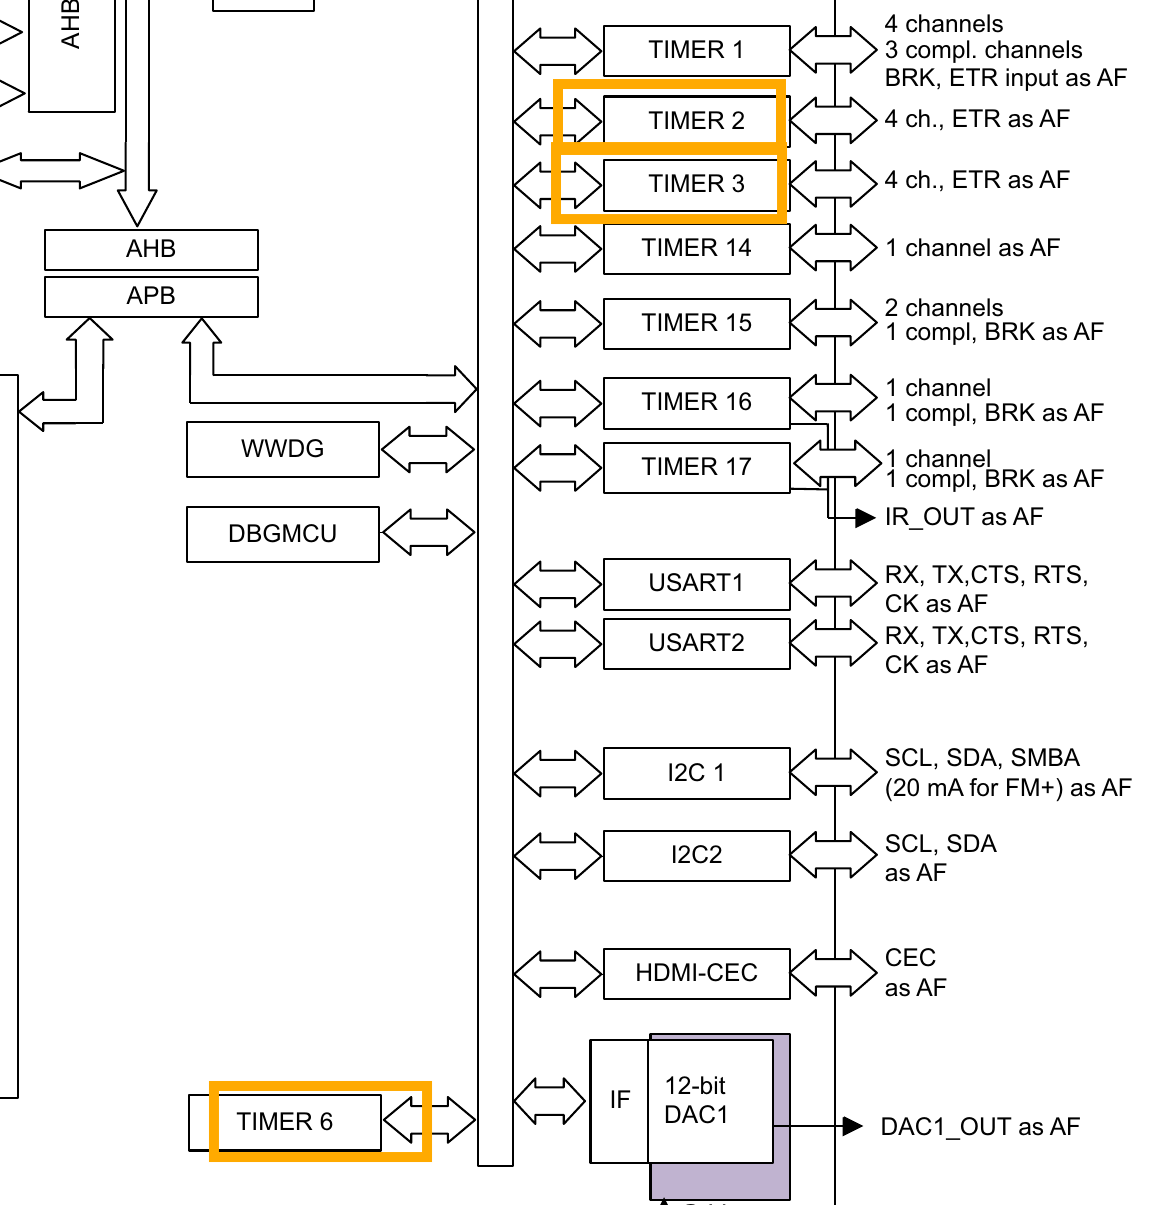 AHB
TIMER 1
4 channels
3 compl. channels
BRK, ETR input as AF
TIMER 2
4 ch., ETR as AF
TIMER 3
4 ch., ETR as AF
AHB
APB
TIMER 14
1 channel as AF
TIMER 15
2 channels
1 compl, BRK as AF
TIMER 16
1 channel
1 compl, BRK as AF
WWDG
TIMER 17
1 channel
1 compl, BRK as AF
IR_OUT as AF
DBGMCU
USART1
RX, TX,CTS, RTS,
CK as AF
USART2
RX, TX,CTS, RTS,
CK as AF
I2C 1
SCL, SDA, SMBA
(20 mA for FM+) as AF
I2C2
SCL, SDA
as AF
HDMI-CEC
CEC
as AF
TIMER 6
IF
12-bit
DAC1
DAC1_OUT as AF